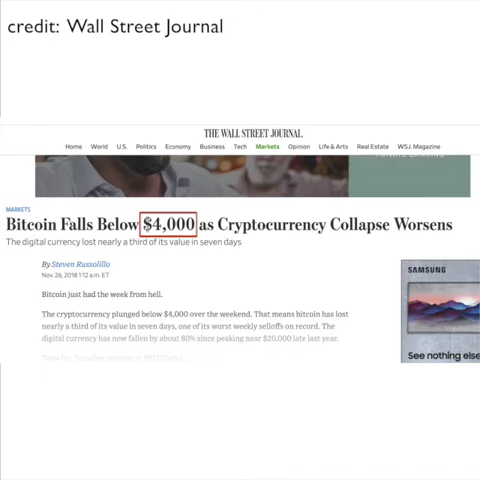 credit: Wall Street Journal
THE WALL STREET JOURNAL.
Home World U.S. Politics Economy Business Tech Markets Opinion Life & Arts Real Estate WSJ. Magazine
MARKETS
Bitcoin Falls Below $4,000 as Cryptocurrency Collapse Worsens
The digital currency lost nearly a third of its value in seven days
By Steven Russolillo
Nov. 26, 2018 1:12 a.m. ET
SAMSUNG
Bitcoin just had the week from hell.
The cryptocurrency plunged below $4,000 over the weekend. That means bitcoin has lost
nearly a third of its value in seven days, one of its worst weekly selloffs on record. The
digital currency has now fallen by about 80% since peaking near $20,000 late last year.
See nothing else